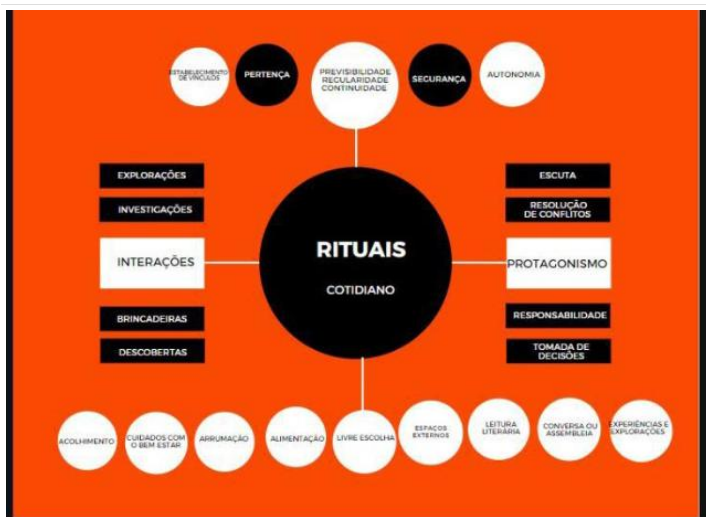 ESTABELECIMENTO
DE VÍNCULOS
PERTENÇA
PREVISIBILIDADE
RECULARIDADE
CONTINUIDADE
SECURANÇA
AUTONOMIA
EXPLORAÇÕES
INVESTIGAÇÕES
INTERAÇÕES
BRINCADEIRAS
DESCOBERTAS
RITUAIS
COTIDIANO
ESCUTA
RESOLUÇÃO
DE CONFLITOS
PROTAGONISMO
RESPONSABILIDADE
TOMADA DE
DECISÕES
ACOLHIMENTO
CUIDADOS COM
O BEM ESTAR
ARRUMAÇÃO
ALIMENTAÇÃO
LIVRE ESCOLHA
ESPAÇOS
EXTERNOS
LEITURA
LITERÁRIA
CONVERSA OU
ASSEMBLEIA
EXPERIÊNCIAS E
EXPLORAÇÕES